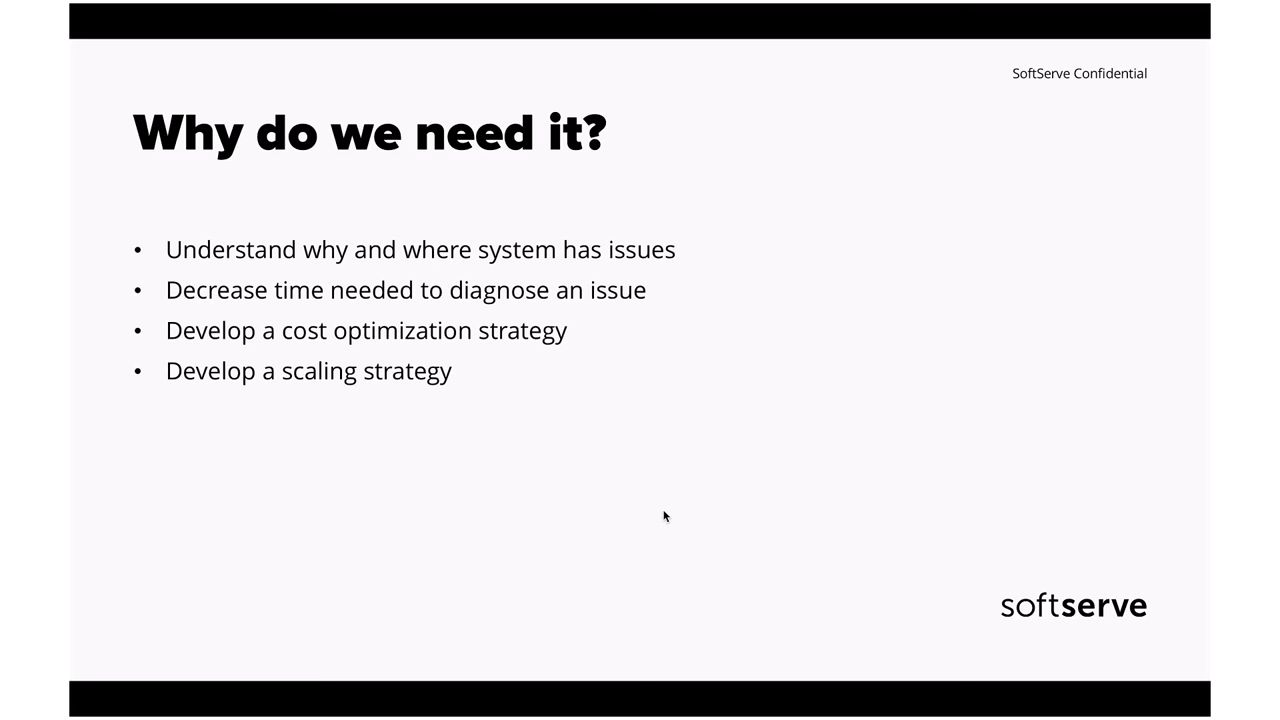 SoftServe Confidential
Why do we need it?
• Understand why and where system has issues
• Decrease time needed to diagnose an issue
• Develop a cost optimization strategy
• Develop a scaling strategy
softserve